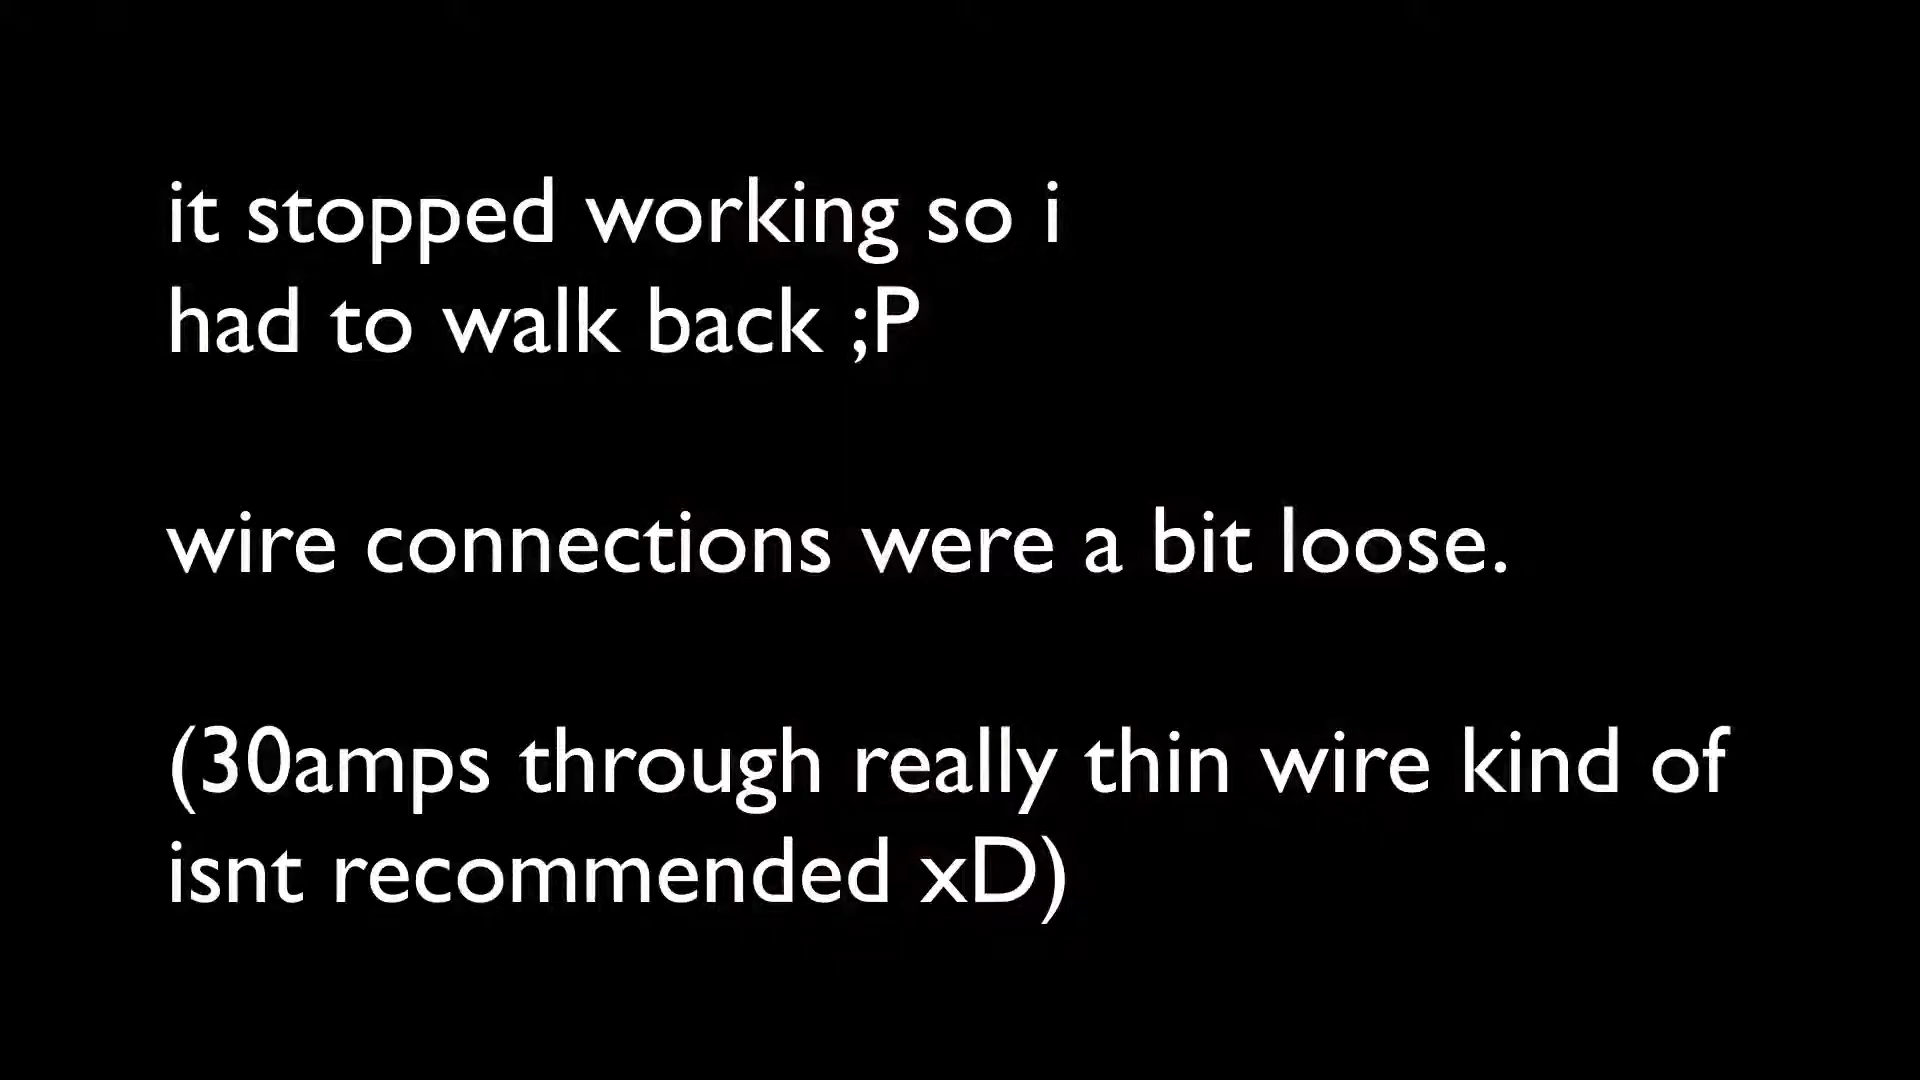 it stopped working so i
had to walk back ;P
wire connections were a bit loose.
(30amps through really thin wire kind of
isnt recommended xD)